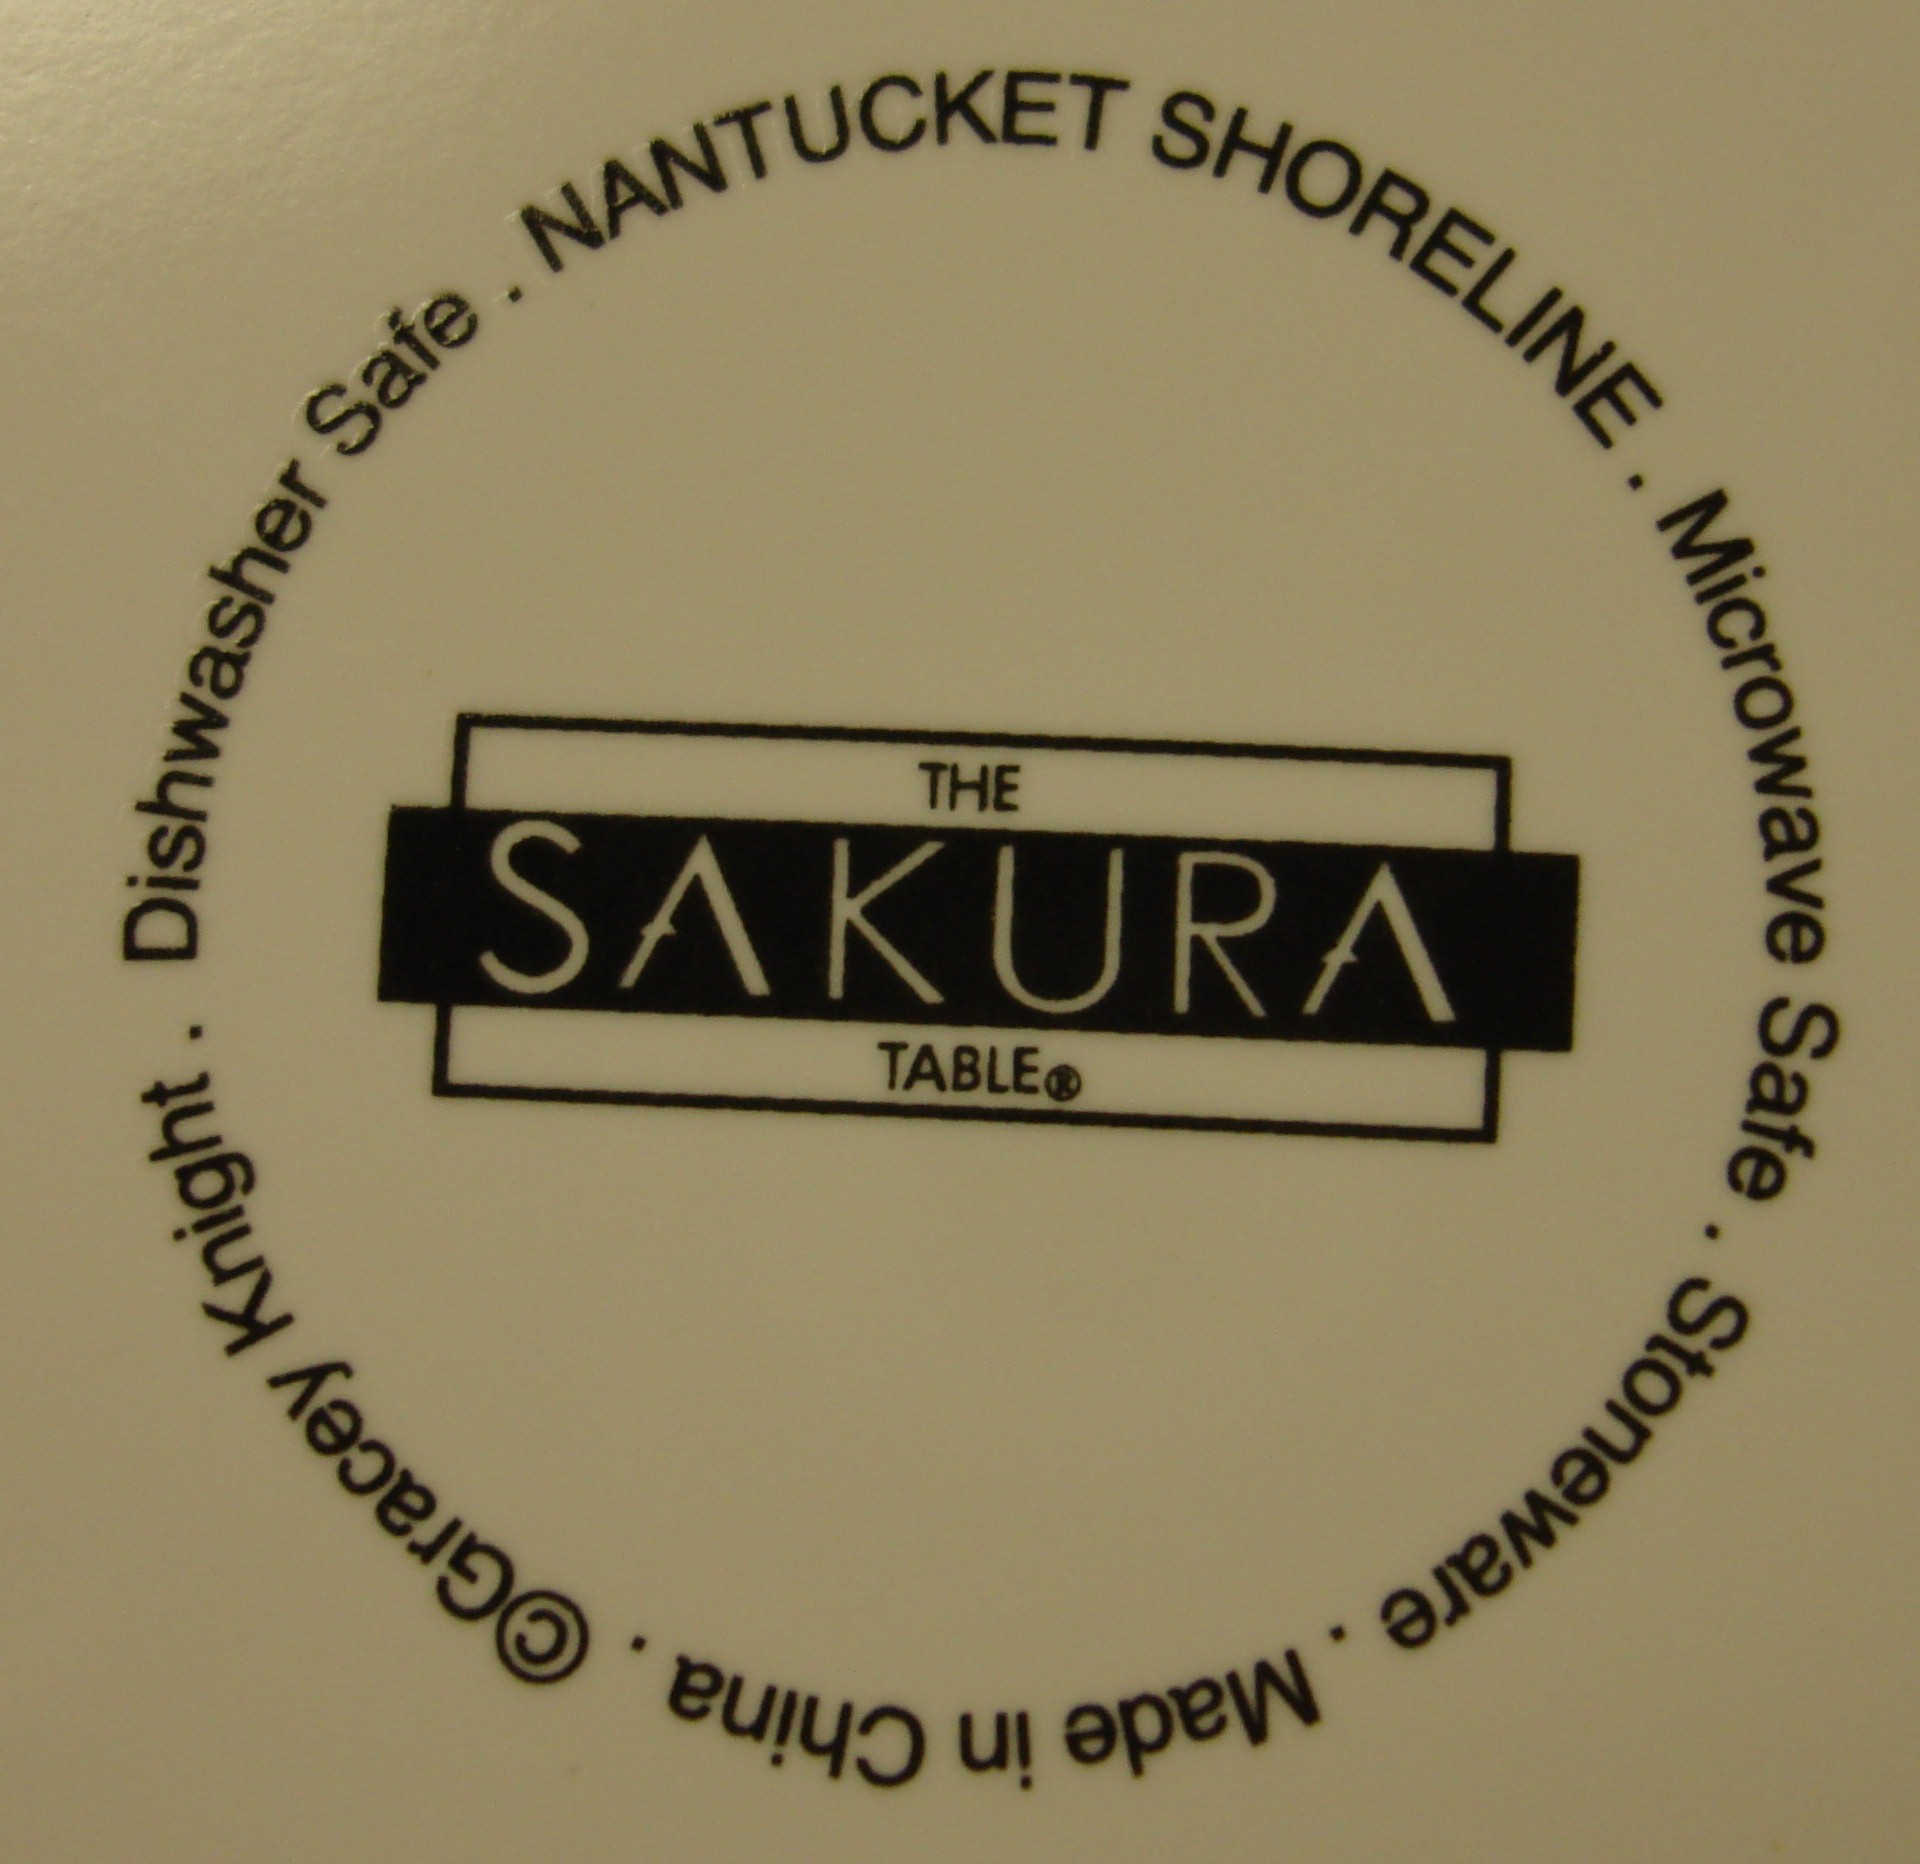 NANTUCKET SHORELINE . Microwave Safe . Stoneware . Made in China . ©Gracey Knight . Dishwasher Safe .
THE
SAKURA
TABLE®